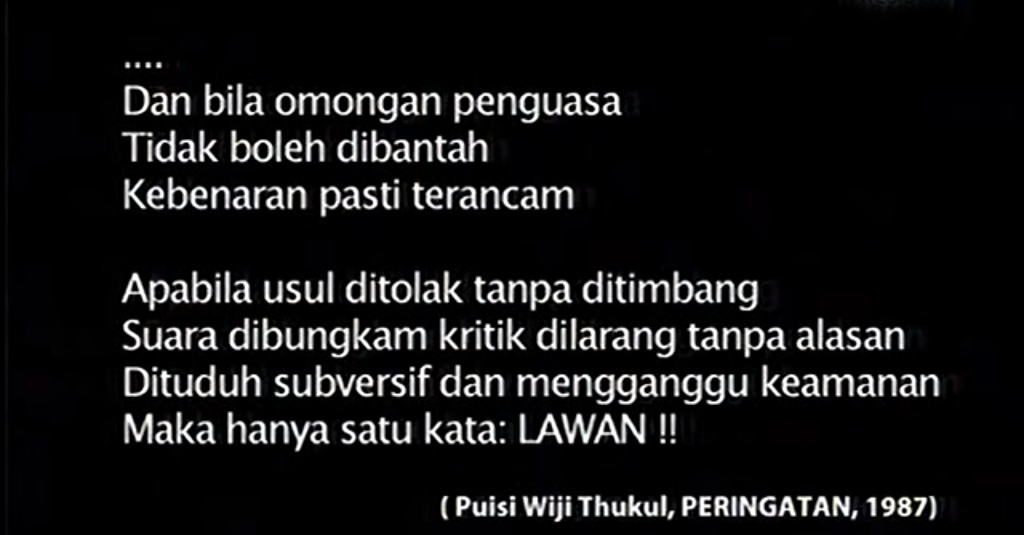 ....
Dan bila omongan penguasa
Tidak boleh dibantah
Kebenaran pasti terancam
Apabila usul ditolak tanpa ditimbang
Suara dibungkam kritik dilarang tanpa alasan
Dituduh subversif dan mengganggu keamanan
Maka hanya satu kata: LAWAN !!
( Puisi Wiji Thukul, PERINGATAN, 1987)